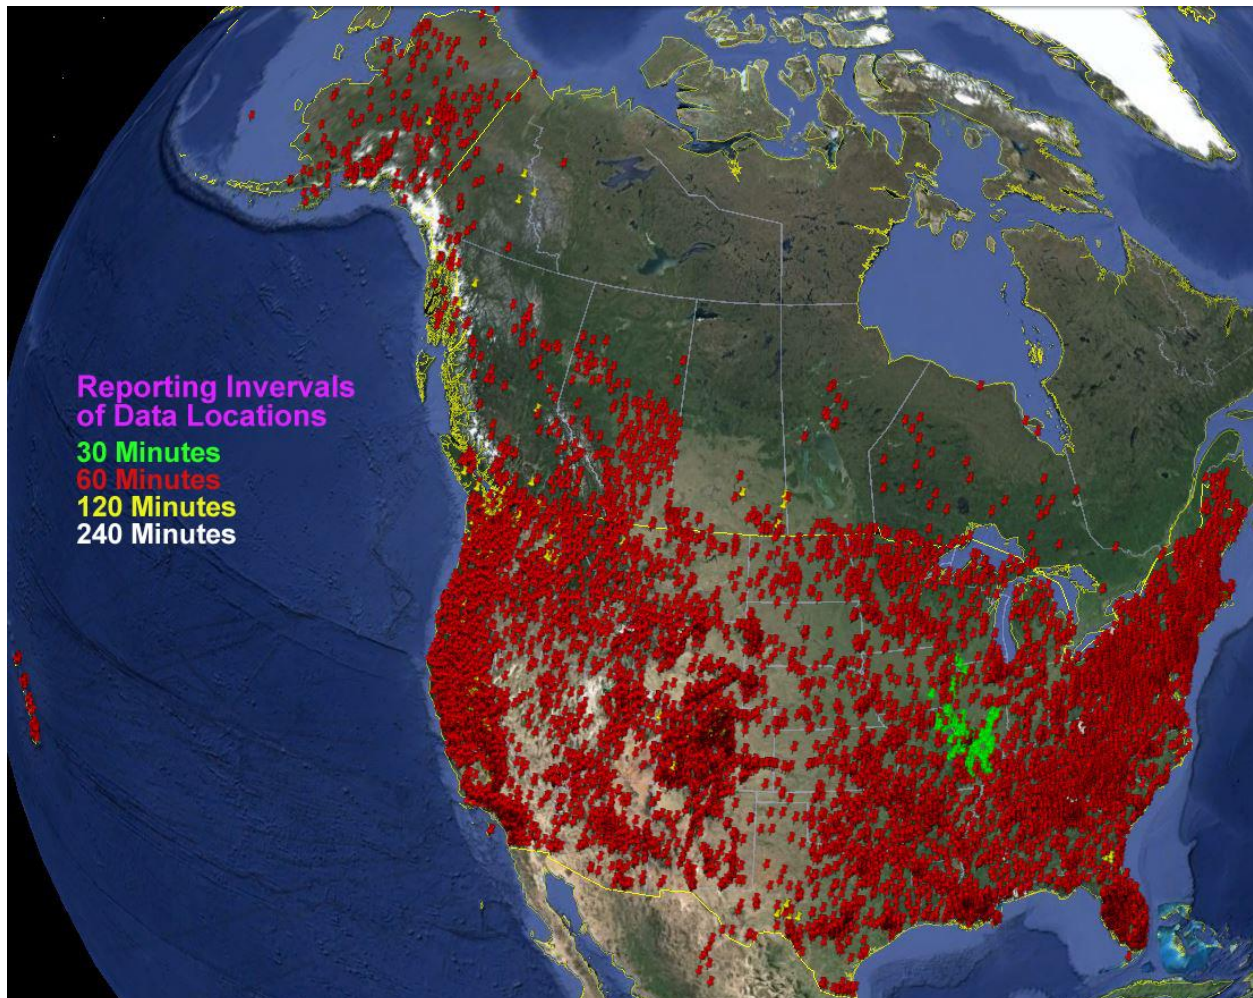 Reporting Invervals
of Data Locations
30 Minutes
60 Minutes
120 Minutes
240 Minutes